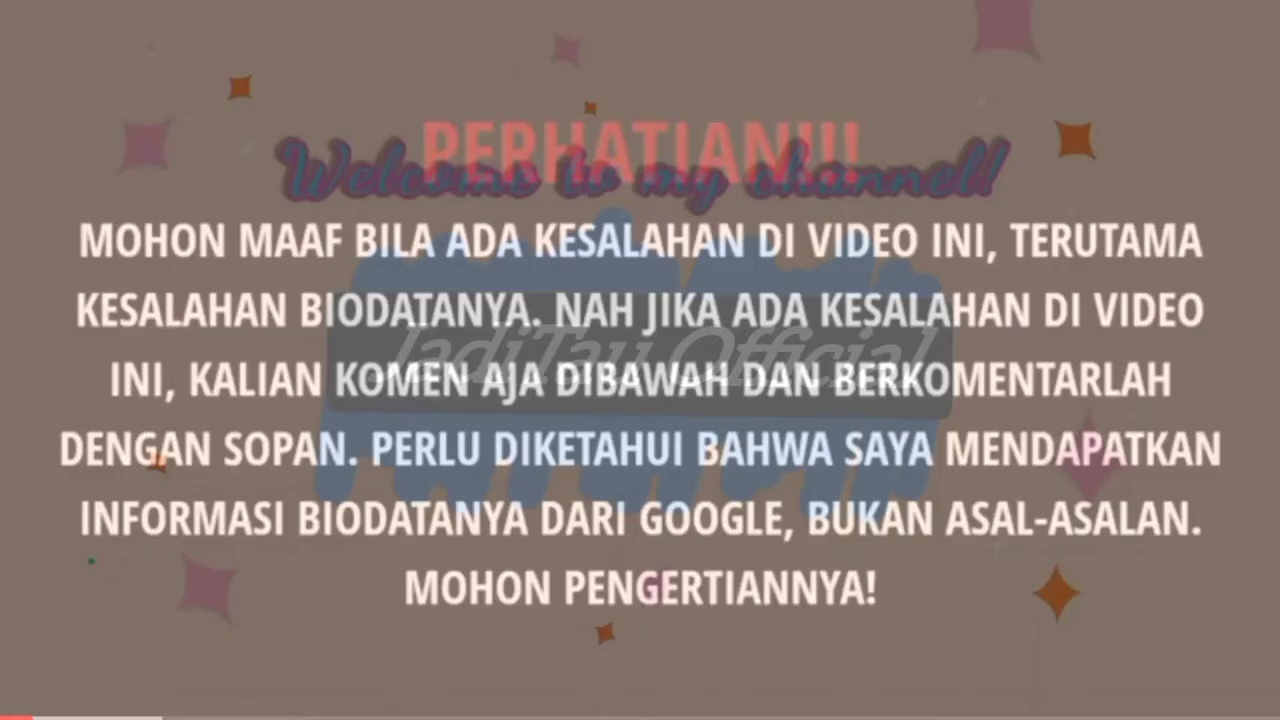 PERHATIAN!!!
Welcome to my channel!
MOHON MAAF BILA ADA KESALAHAN DI VIDEO INI, TERUTAMA
KESALAHAN BIODATANYA. NAH JIKA ADA KESALAHAN DI VIDEO
JadiTau Official
INI, KALIAN KOMEN AJA DIBAWAH DAN BERKOMENTARLAH
DENGAN SOPAN. PERLU DIKETAHUI BAHWA SAYA MENDAPATKAN
INFORMASI BIODATANYA DARI GOOGLE, BUKAN ASAL-ASALAN.
MOHON PENGERTIANNYA!